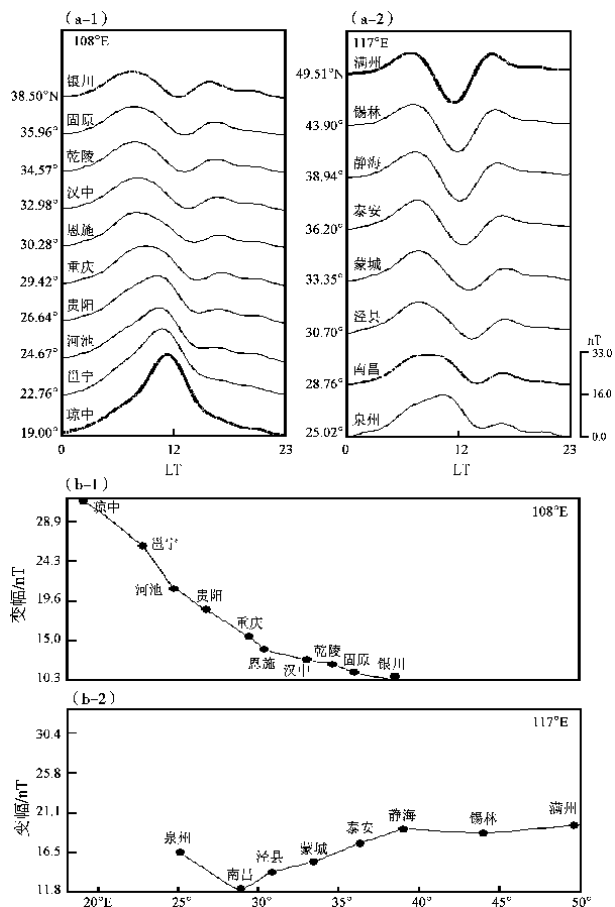 (a-1)
108°E
银川
38.50°N
固原
35.96°
乾陵
34.57°
汉中
32.98°
恩施
30.28°
重庆
29.42°
贵阳
26.64°
河池
24.67°
邕宁
22.76°
琼中
19.00°
0
12
23
LT
(a-2)
117°E
满州
49.51°N
锡林
43.90°
静海
38.94°
泰安
36.20°
蒙城
33.35°
泾县
30.70°
南昌
28.76°
泉州
25.02°
0
12
23
LT
nT
33.0
16.0
0.0
(b-1)
108°E
变幅/nT
28.9
24.3
19.6
15.0
10.3
琼中
邕宁
河池
贵阳
重庆
恩施
汉中
乾陵
固原
银川
(b-2)
117°E
变幅/nT
30.4
25.8
21.1
16.5
11.8
泉州
南昌
泾县
蒙城
泰安
静海
锡林
满州
20°E
25°
30°
35°
40°
45°
50°